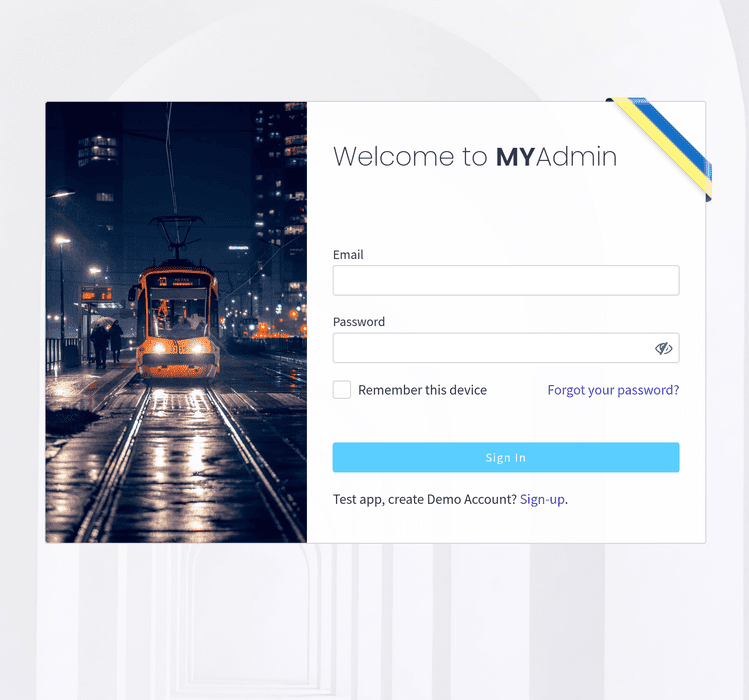 Welcome to MYAdmin
Email
Password
Remember this device
Forgot your password?
Sign In
Test app, create Demo Account? Sign-up.